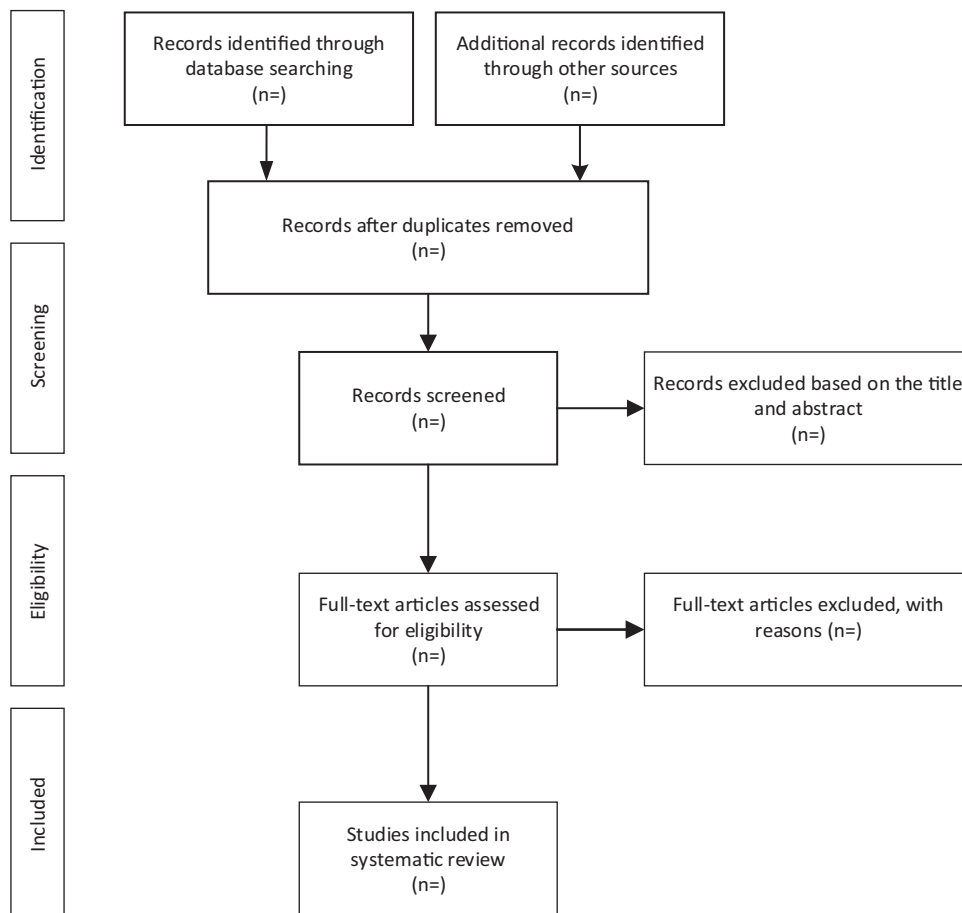 Identification
Records identified through
database searching
(n=)
Additional records identified
through other sources
(n=)
Records after duplicates removed
(n=)
Screening
Records screened
(n=)
Records excluded based on the title
and abstract
(n=)
Eligibility
Full-text articles assessed
for eligibility
(n=)
Full-text articles excluded, with
reasons (n=)
Included
Studies included in
systematic review
(n=)